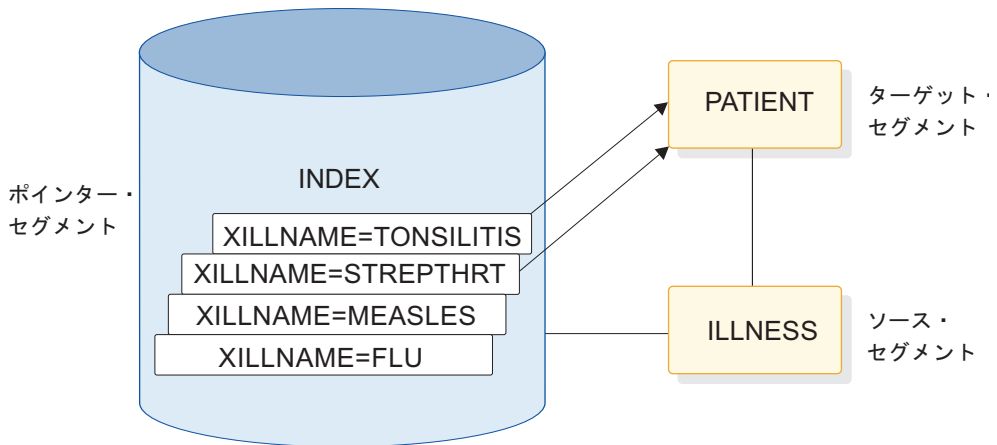 ポインター・
セグメント
INDEX
XILLNAME=TONSILITIS
XILLNAME=STREPTHRT
XILLNAME=MEASLES
XILLNAME=FLU
PATIENT
ターゲット・
セグメント
ILLNESS
ソース・
セグメント